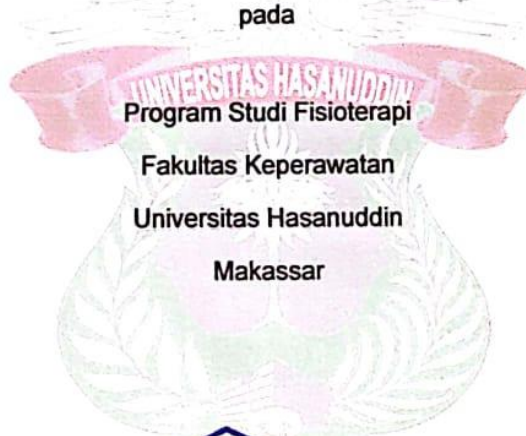 pada
UNIVERSITAS HASANUDDIN
Program Studi Fisioterapi
Fakultas Keperawatan
Universitas Hasanuddin
Makassar